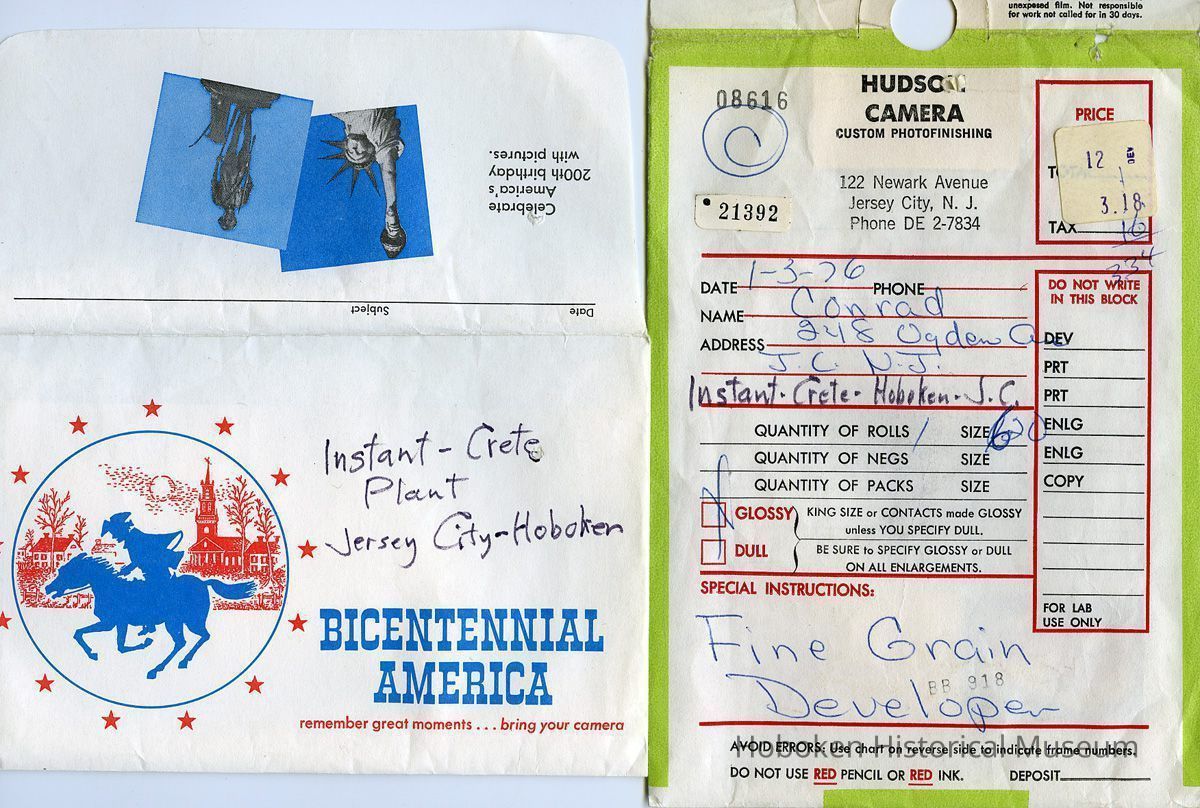 Celebrate
America's
200th birthday
with pictures.
Date Subject
Instant-Crete
Plant
Jersey City-Hoboken
BICENTENNIAL
AMERICA
remember great moments . . . bring your camera
unexposed film. Not responsible
for work not called for in 30 days.
08616
HUDSON
CAMERA
CUSTOM PHOTOFINISHING
122 Newark Avenue
Jersey City, N. J.
Phone DE 2-7834
21392
PRICE
12 DEV
1
3.18
TAX 16
334
DATE 1-3-76 PHONE
NAME Conrad
ADDRESS 248 Ogden Ave
J.C. N.J.
Instant-Crete-Hoboken-J.C.
QUANTITY OF ROLLS 1 SIZE 620
QUANTITY OF NEGS SIZE
QUANTITY OF PACKS SIZE
GLOSSY KING SIZE or CONTACTS made GLOSSY
unless YOU SPECIFY DULL.
DULL BE SURE to SPECIFY GLOSSY or DULL
ON ALL ENLARGEMENTS.
DO NOT WRITE
IN THIS BLOCK
DEV
PRT
PRT
ENLG
ENLG
COPY
FOR LAB
USE ONLY
SPECIAL INSTRUCTIONS:
Fine Grain
BB 918
Developer
Hoboken Historical Museum
AVOID ERRORS: Use chart on reverse side to indicate frame numbers.
DO NOT USE RED PENCIL OR RED INK. DEPOSIT